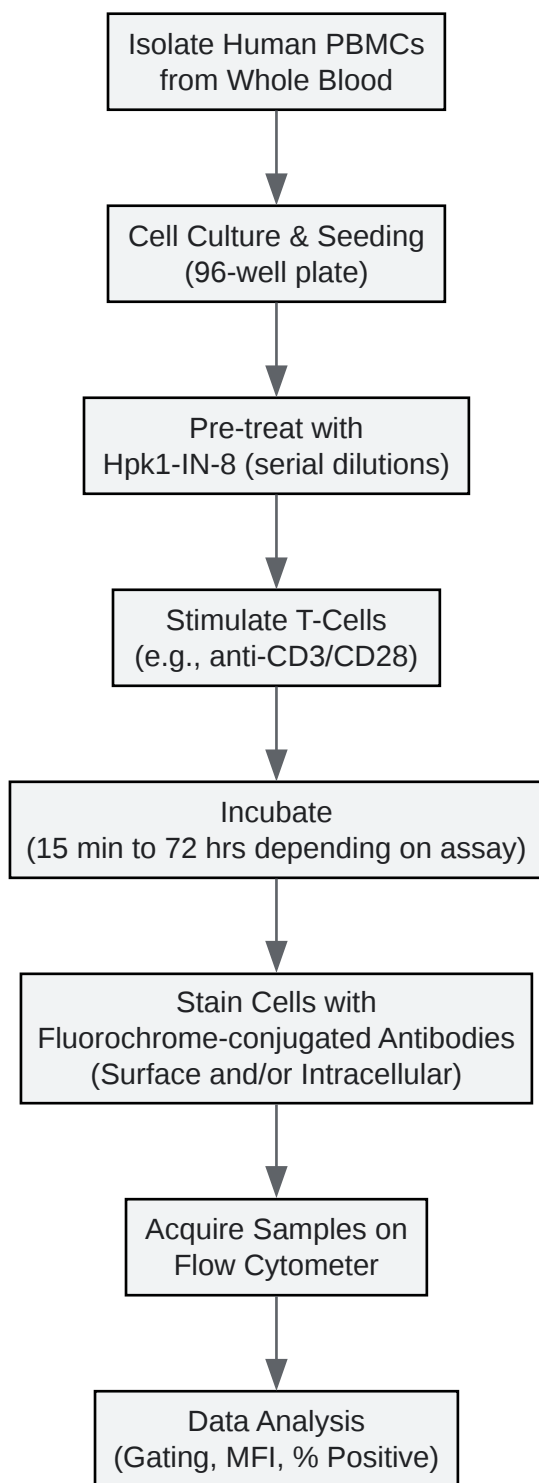 Isolate Human PBMCs
from Whole Blood
Cell Culture & Seeding
(96-well plate)
Pre-treat with
Hpk1-IN-8 (serial dilutions)
Stimulate T-Cells
(e.g., anti-CD3/CD28)
Incubate
(15 min to 72 hrs depending on assay)
Stain Cells with
Fluorochrome-conjugated Antibodies
(Surface and/or Intracellular)
Acquire Samples on
Flow Cytometer
Data Analysis
(Gating, MFI, % Positive)